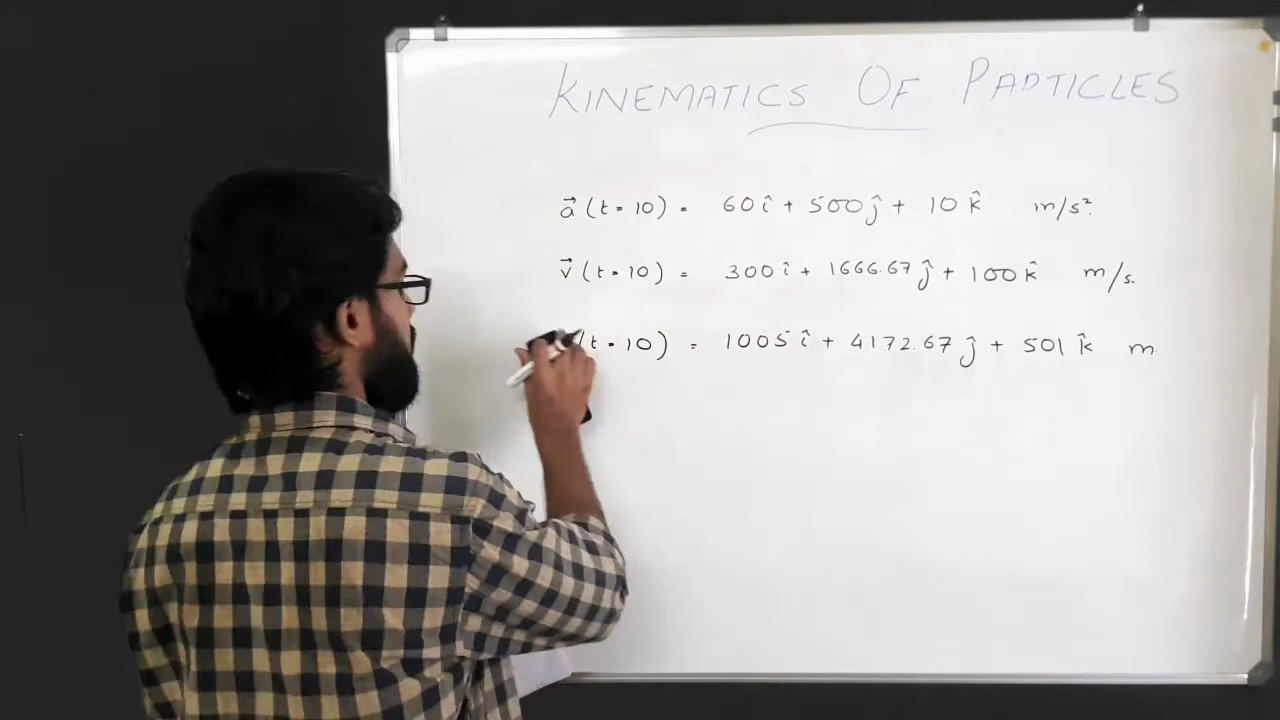 KINEMATICS OF PARTICLES
a⃗ (t = 10) = 60 î + 500 ĵ + 10 k̂ m/s².
v⃗ (t = 10) = 300 î + 1666.67 ĵ + 100 k̂ m/s.
(t = 10) = 1005 î + 4172.67 ĵ + 501 k̂ m.